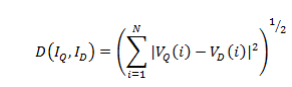 D(I_Q, I_D) = (∑_{i=1}^{N} |V_Q(i) − V_D(i)|²)^{1/2}